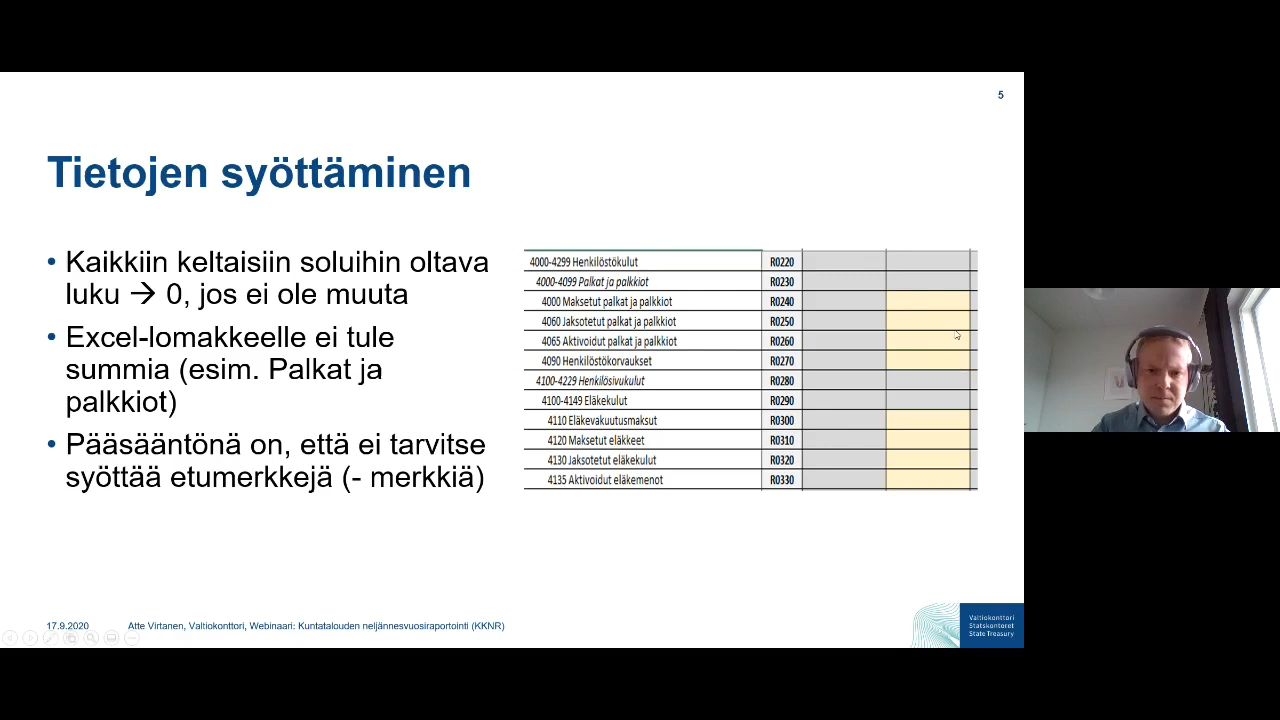 5
Tietojen syöttäminen
• Kaikkiin keltaisiin soluihin oltava
luku → 0, jos ei ole muuta
• Excel-lomakkeelle ei tule
summia (esim. Palkat ja
palkkiot)
• Pääsääntönä on, että ei tarvitse
syöttää etumerkkejä (- merkkiä)
4000-4299 Henkilöstökulut R0220
4000-4099 Palkat ja palkkiot R0230
4000 Maksetut palkat ja palkkiot R0240
4060 Jaksotetut palkat ja palkkiot R0250
4065 Aktivoidut palkat ja palkkiot R0260
4090 Henkilöstökorvaukset R0270
4100-4229 Henkilösivukulut R0280
4100-4149 Eläkekulut R0290
4110 Eläkevakuutusmaksut R0300
4120 Maksetut eläkkeet R0310
4130 Jaksotetut eläkekulut R0320
4135 Aktivoidut eläkemenot R0330
17.9.2020 Atte Virtanen, Valtiokonttori, Webinaari: Kuntatalouden neljännesvuosiraportointi (KKNR)
Valtiokonttori
Statskontoret
State Treasury